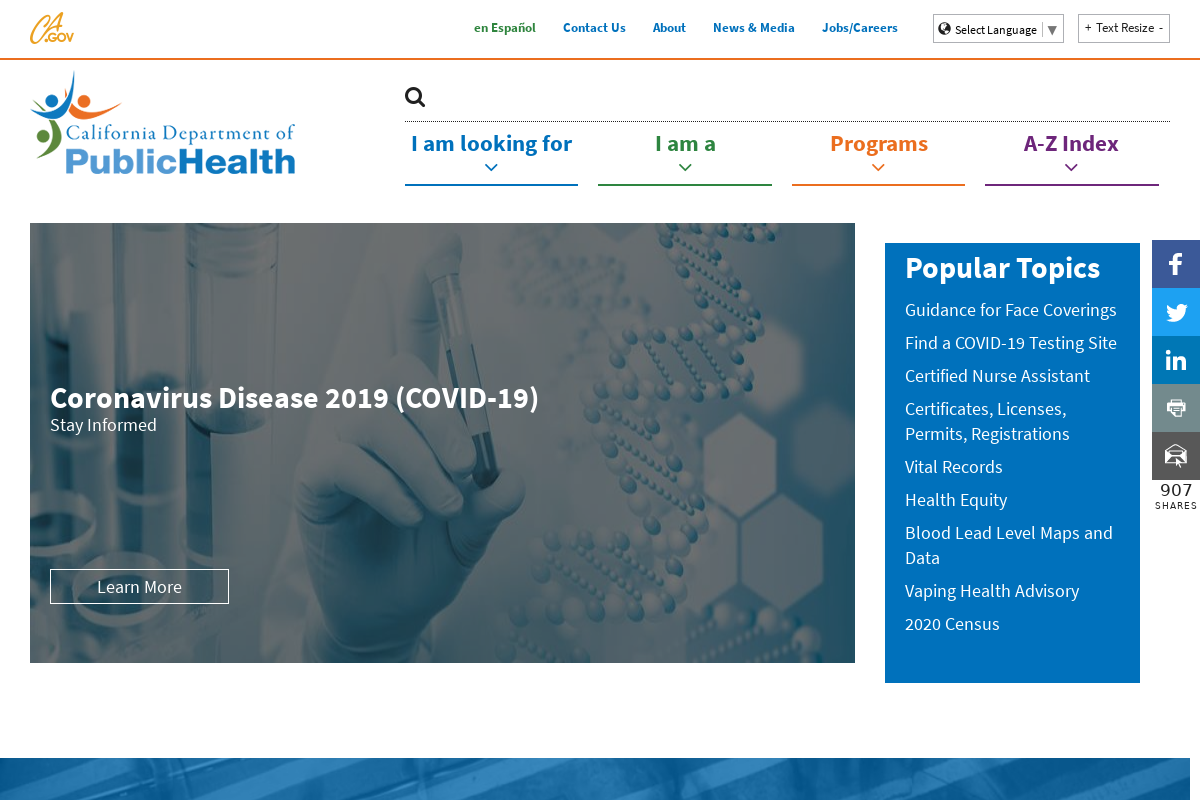 CA.GOV
en Español
Contact Us
About
News & Media
Jobs/Careers
Select Language ▼
+ Text Resize -
California Department of
PublicHealth
I am looking for
I am a
Programs
A-Z Index
Coronavirus Disease 2019 (COVID-19)
Stay Informed
Learn More
Popular Topics
Guidance for Face Coverings
Find a COVID-19 Testing Site
Certified Nurse Assistant
Certificates, Licenses,
Permits, Registrations
Vital Records
Health Equity
Blood Lead Level Maps and
Data
Vaping Health Advisory
2020 Census
907
SHARES